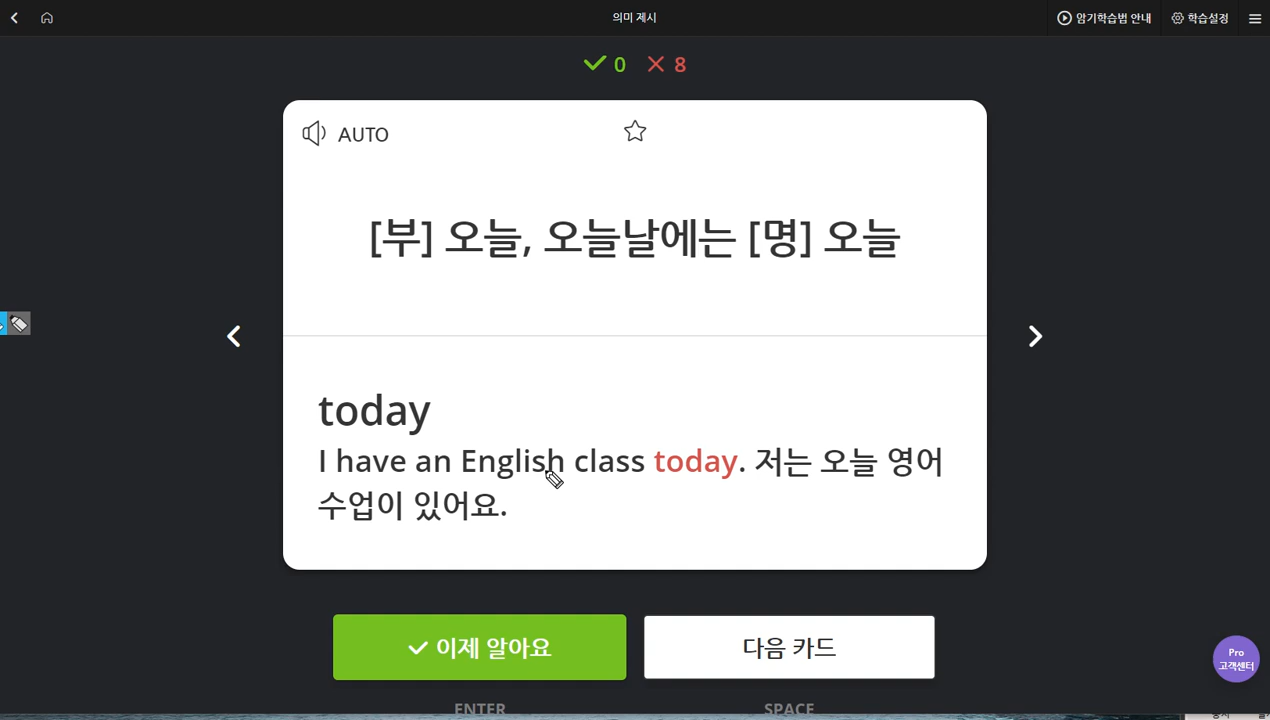 의미 제시
암기학습법 안내
학습설정
0
8
AUTO
[부] 오늘, 오늘날에는 [명] 오늘
today
I have an English class today. 저는 오늘 영어
수업이 있어요.
이제 알아요
다음 카드
Pro
고객센터
ENTER
SPACE